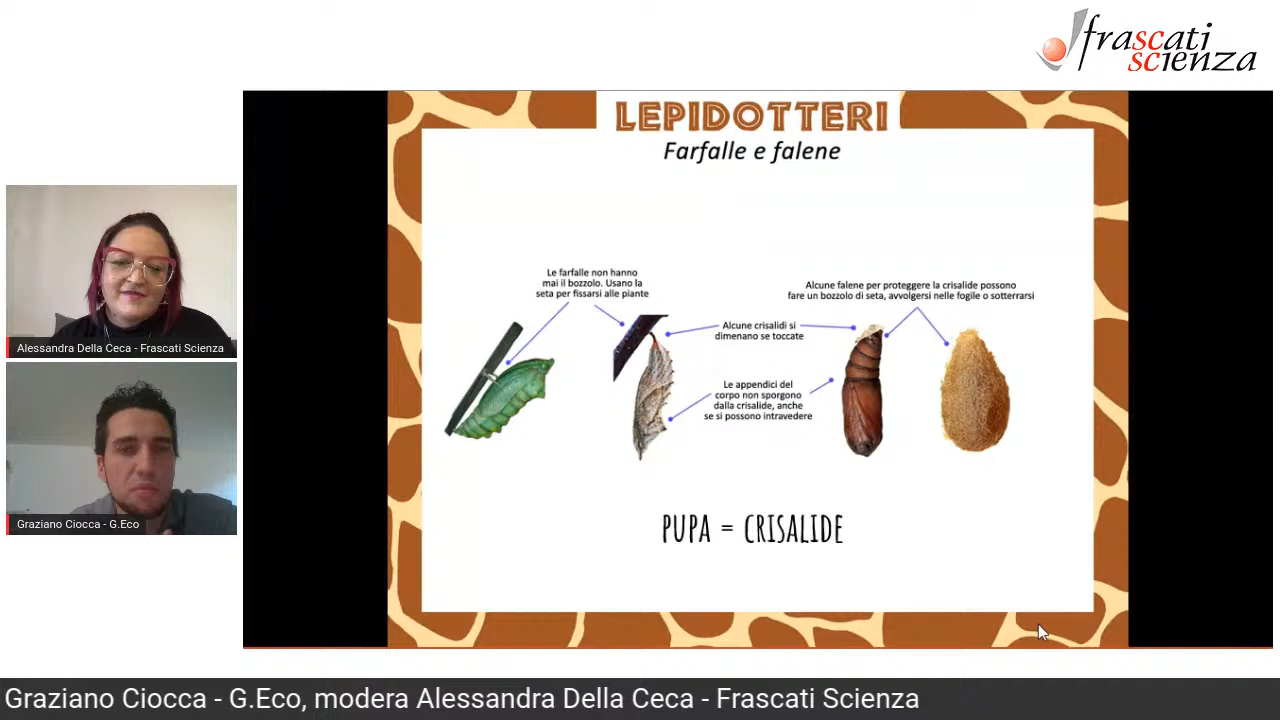 frascati
scienza
LEPIDOTTERI
Farfalle e falene
Le farfalle non hanno
mai il bozzolo. Usano la
seta per fissarsi alle piante
Alcune falene per proteggere la crisalide possono
fare un bozzolo di seta, avvolgersi nelle fogile o sotterrarsi
Alcune crisalidi si
dimenano se toccate
Le appendici del
corpo non sporgono
dalla crisalide, anche
se si possono intravedere
PUPA = CRISALIDE
Alessandra Della Ceca - Frascati Scienza
Graziano Ciocca - G.Eco
Graziano Ciocca - G.Eco, modera Alessandra Della Ceca - Frascati Scienza